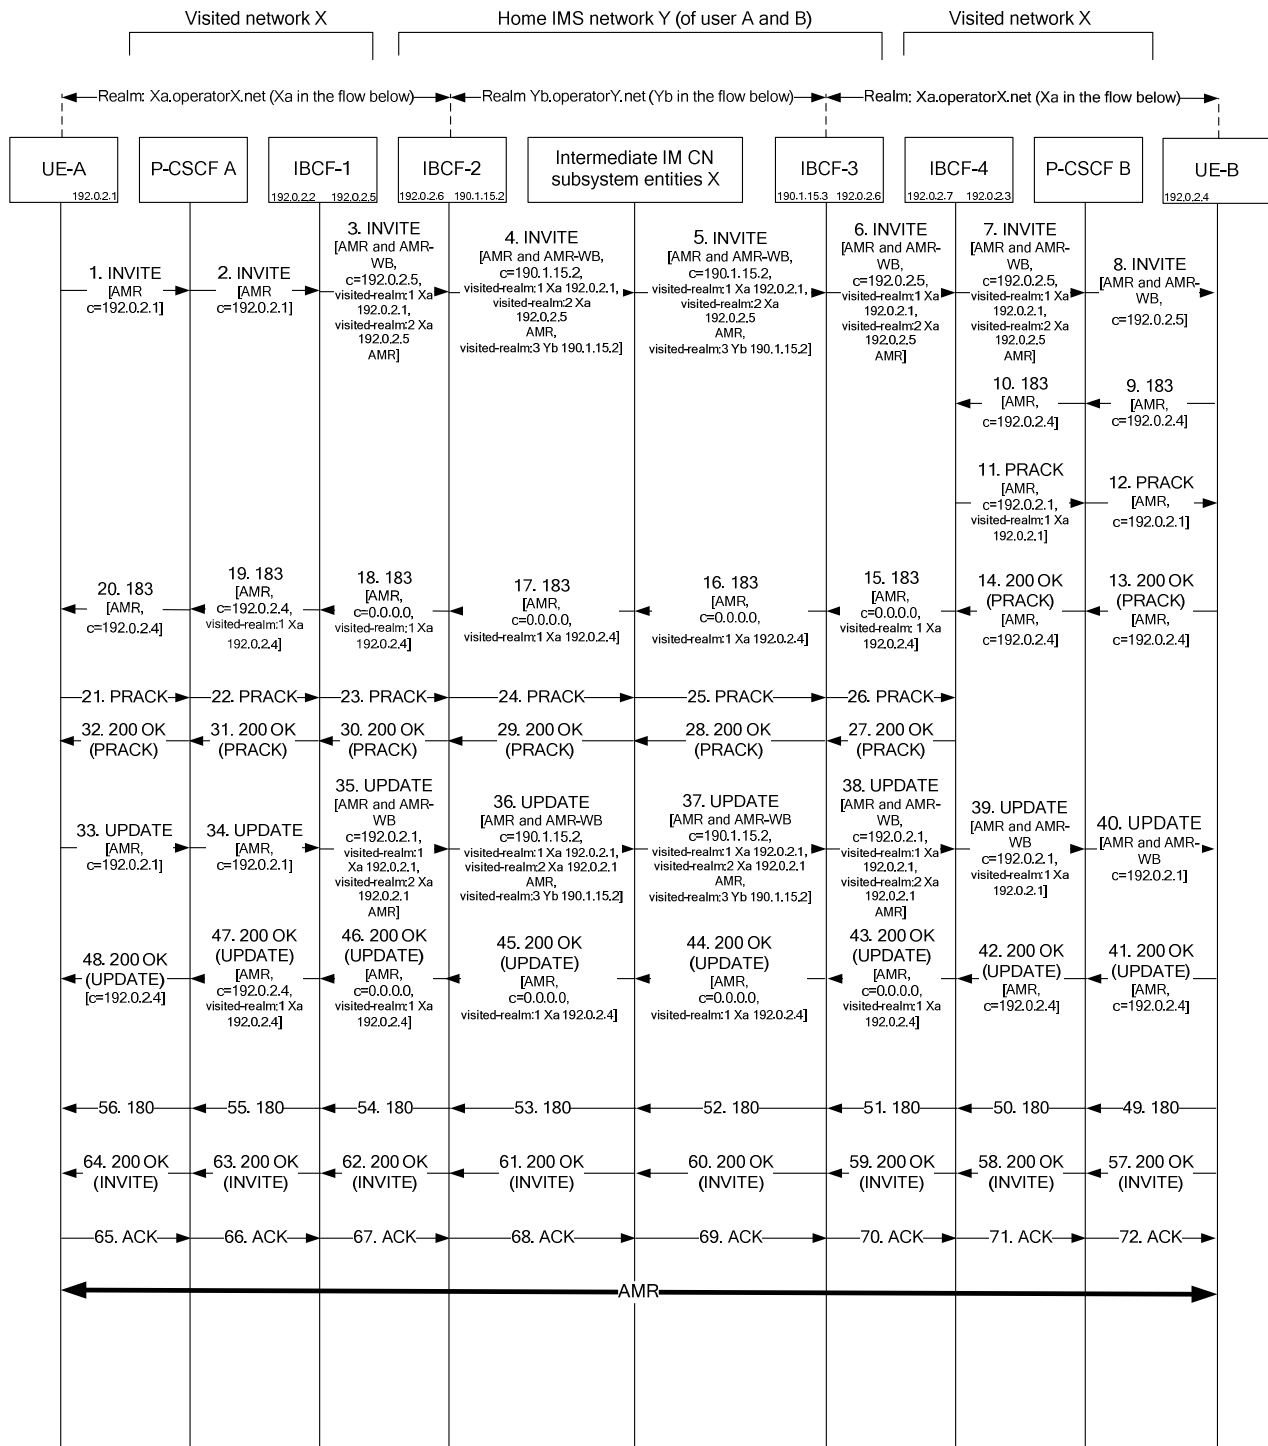 Visited network X
Home IMS network Y (of user A and B)
Visited network X
Realm: Xa.operatorX.net (Xa in the flow below)
Realm Yb.operatorY.net (Yb in the flow below)
Realm: Xa.operatorX.net (Xa in the flow below)
UE-A
192.0.2.1
P-CSCF A
IBCF-1
192.0.2.2 192.0.2.5
IBCF-2
192.0.2.6 190.1.15.2
Intermediate IM CN
subsystem entities X
IBCF-3
190.1.15.3 192.0.2.6
IBCF-4
192.0.2.7 192.0.2.3
P-CSCF B
UE-B
192.0.2.4
1. INVITE
[AMR
c=192.0.2.1]
2. INVITE
[AMR
c=192.0.2.1]
3. INVITE
[AMR and AMR-
WB,
c=192.0.2.5,
visited-realm:1 Xa
192.0.2.1,
visited-realm:2 Xa
192.0.2.5
AMR]
4. INVITE
[AMR and AMR-WB,
c=190.1.15.2,
visited-realm:1 Xa 192.0.2.1,
visited-realm:2 Xa
192.0.2.5
AMR,
visited-realm:3 Yb 190.1.15.2]
5. INVITE
[AMR and AMR-WB,
c=190.1.15.2,
visited-realm:1 Xa 192.0.2.1,
visited-realm:2 Xa
192.0.2.5
AMR,
visited-realm:3 Yb 190.1.15.2]
6. INVITE
[AMR and AMR-
WB,
c=192.0.2.5,
visited-realm:1 Xa
192.0.2.1,
visited-realm:2 Xa
192.0.2.5
AMR]
7. INVITE
[AMR and AMR-
WB,
c=192.0.2.5,
visited-realm:1 Xa
192.0.2.1,
visited-realm:2 Xa
192.0.2.5
AMR]
8. INVITE
[AMR and AMR-
WB,
c=192.0.2.5]
10. 183
[AMR,
c=192.0.2.4]
9. 183
[AMR,
c=192.0.2.4]
11. PRACK
[AMR,
c=192.0.2.1,
visited-realm:1 Xa
192.0.2.1]
12. PRACK
[AMR,
c=192.0.2.1]
20. 183
[AMR,
c=192.0.2.4]
19. 183
[AMR,
c=192.0.2.4,
visited-realm:1 Xa
192.0.2.4]
18. 183
[AMR,
c=0.0.0.0,
visited-realm:1 Xa
192.0.2.4]
17. 183
[AMR,
c=0.0.0.0,
visited-realm:1 Xa 192.0.2.4]
16. 183
[AMR,
c=0.0.0.0,
visited-realm:1 Xa 192.0.2.4]
15. 183
[AMR,
c=0.0.0.0,
visited-realm: 1 Xa
192.0.2.4]
14. 200 OK
(PRACK)
[AMR,
c=192.0.2.4]
13. 200 OK
(PRACK)
[AMR,
c=192.0.2.4]
21. PRACK
22. PRACK
23. PRACK
24. PRACK
25. PRACK
26. PRACK
32. 200 OK
(PRACK)
31. 200 OK
(PRACK)
30. 200 OK
(PRACK)
29. 200 OK
(PRACK)
28. 200 OK
(PRACK)
27. 200 OK
(PRACK)
33. UPDATE
[AMR,
c=192.0.2.1]
34. UPDATE
[AMR,
c=192.0.2.1]
35. UPDATE
[AMR and AMR-
WB
c=192.0.2.1,
visited-realm:1
Xa 192.0.2.1,
visited-realm:2 Xa
192.0.2.1
AMR]
36. UPDATE
[AMR and AMR-WB
c=190.1.15.2,
visited-realm:1 Xa 192.0.2.1,
visited-realm:2 Xa 192.0.2.1
AMR,
visited-realm:3 Yb 190.1.15.2]
37. UPDATE
[AMR and AMR-WB
c=190.1.15.2,
visited-realm:1 Xa 192.0.2.1,
visited-realm:2 Xa 192.0.2.1
AMR,
visited-realm:3 Yb 190.1.15.2]
38. UPDATE
[AMR and AMR-
WB,
c=192.0.2.1,
visited-realm:1 Xa
192.0.2.1,
visited-realm:2 Xa
192.0.2.1
AMR]
39. UPDATE
[AMR and AMR-
WB
c=192.0.2.1,
visited-realm:1 Xa
192.0.2.1]
40. UPDATE
[AMR and AMR-
WB
c=192.0.2.1]
48. 200 OK
(UPDATE)
[c=192.0.2.4]
47. 200 OK
(UPDATE)
[AMR,
c=192.0.2.4,
visited-realm:1 Xa
192.0.2.4]
46. 200 OK
(UPDATE)
[AMR,
c=0.0.0.0,
visited-realm:1 Xa
192.0.2.4]
45. 200 OK
(UPDATE)
[AMR,
c=0.0.0.0,
visited-realm:1 Xa 192.0.2.4]
44. 200 OK
(UPDATE)
[AMR,
c=0.0.0.0,
visited-realm:1 Xa 192.0.2.4]
43. 200 OK
(UPDATE)
[AMR,
c=0.0.0.0,
visited-realm:1 Xa
192.0.2.4]
42. 200 OK
(UPDATE)
[AMR,
c=192.0.2.4]
41. 200 OK
(UPDATE)
[AMR,
c=192.0.2.4]
56. 180
55. 180
54. 180
53. 180
52. 180
51. 180
50. 180
49. 180
64. 200 OK
(INVITE)
63. 200 OK
(INVITE)
62. 200 OK
(INVITE)
61. 200 OK
(INVITE)
60. 200 OK
(INVITE)
59. 200 OK
(INVITE)
58. 200 OK
(INVITE)
57. 200 OK
(INVITE)
65. ACK
66. ACK
67. ACK
68. ACK
69. ACK
70. ACK
71. ACK
72. ACK
AMR